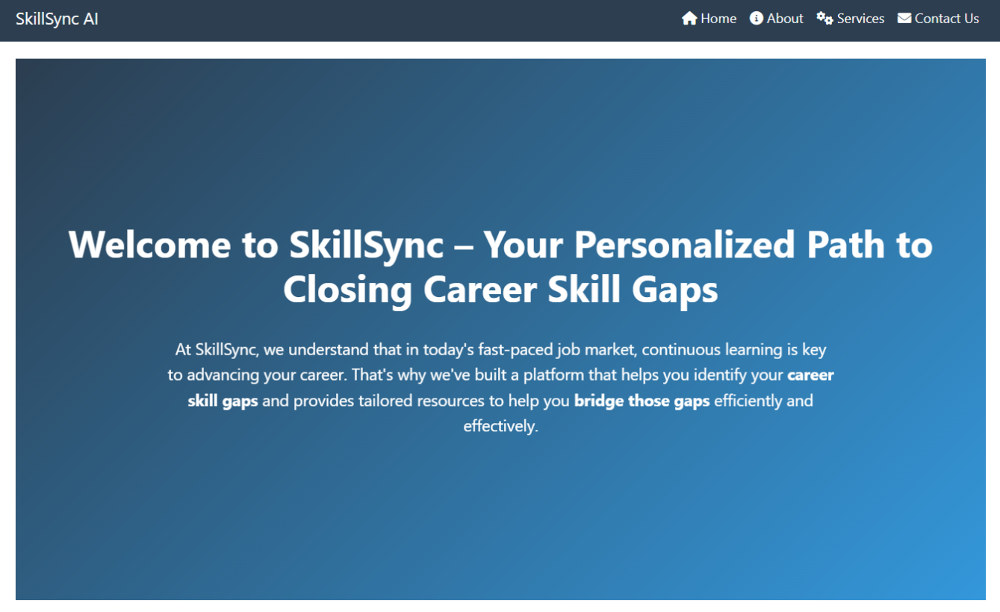 SkillSync AI
Home About Services Contact Us
Welcome to SkillSync – Your Personalized Path to
Closing Career Skill Gaps
At SkillSync, we understand that in today's fast-paced job market, continuous learning is key
to advancing your career. That's why we've built a platform that helps you identify your career
skill gaps and provides tailored resources to help you bridge those gaps efficiently and
effectively.